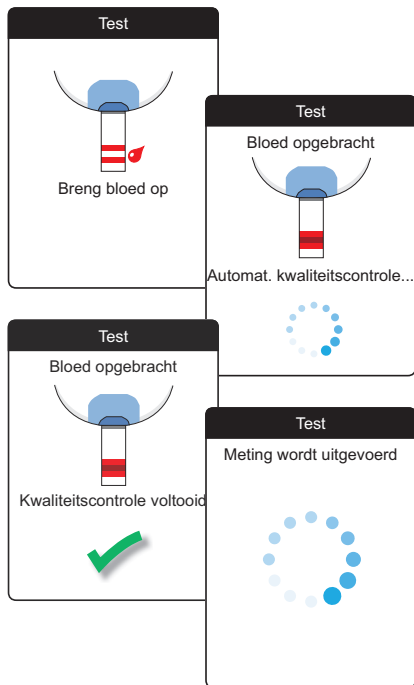 Test
Breng bloed op
Test
Bloed opgebracht
Automat. kwaliteitscontrole...
Test
Bloed opgebracht
Kwaliteitscontrole voltooid
Test
Meting wordt uitgevoerd